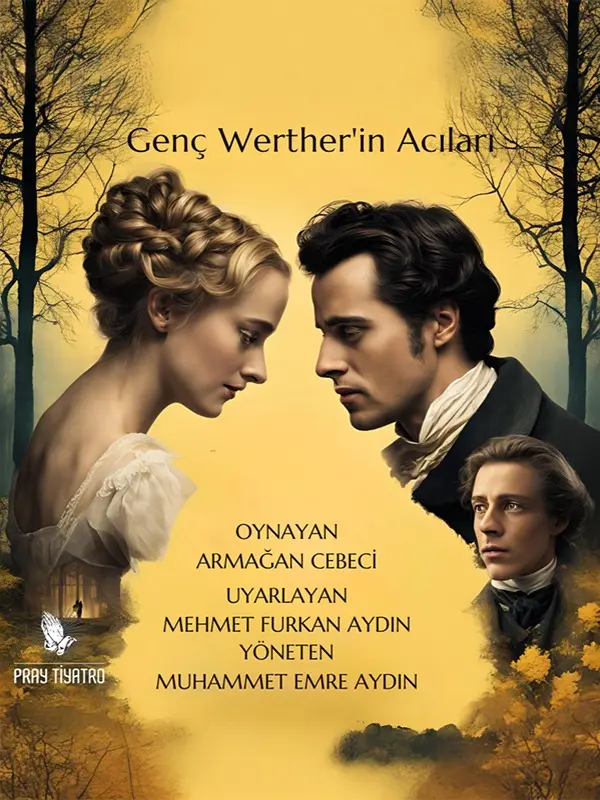 Genç Werther'in Acıları
OYNAYAN
ARMAĞAN CEBECİ
UYARLAYAN
MEHMET FURKAN AYDIN
YÖNETEN
MUHAMMET EMRE AYDIN
PRAY TİYATRO